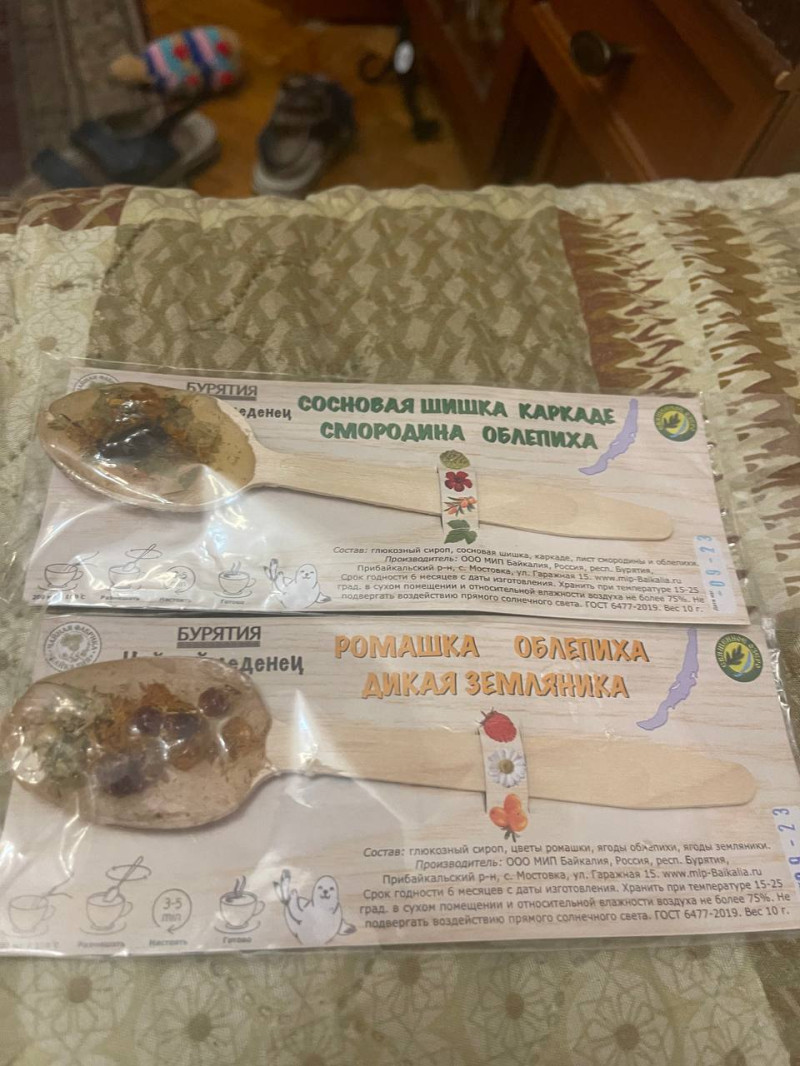 БУРЯТИЯ
леденец
СОСНОВАЯ ШИШКА КАРКАДЕ
СМОРОДИНА ОБЛЕПИХА
Состав: глюкозный сироп, сосновая шишка, каркаде, лист смородины и облепихи.
Производитель: ООО МИП Байкалия, Россия, респ. Бурятия,
Прибайкальский р-н, с. Мостовка, ул. Гаражная 15. www.mip-Baikalia.ru
Срок годности 6 месяцев с даты изготовления. Хранить при температуре 15-25
град. в сухом помещении и относительной влажности воздуха не более 75%. Не
подвергать воздействию прямого солнечного света. ГОСТ 6477-2019. Вес 10 г.
Готово
-09-23
БУРЯТИЯ
леденец
РОМАШКА ОБЛЕПИХА
ДИКАЯ ЗЕМЛЯНИКА
Состав: глюкозный сироп, цветы ромашки, ягоды облепихи, ягоды земляники.
Производитель: ООО МИП Байкалия, Россия, респ. Бурятия,
Прибайкальский р-н, с. Мостовка, ул. Гаражная 15. www.mip-Baikalia.ru
Срок годности 6 месяцев с даты изготовления. Хранить при температуре 15-25
град. в сухом помещении и относительной влажности воздуха не более 75%. Не
подвергать воздействию прямого солнечного света. ГОСТ 6477-2019. Вес 10 г.
3-5
min
Размешать
Настоять
Готово
09-23